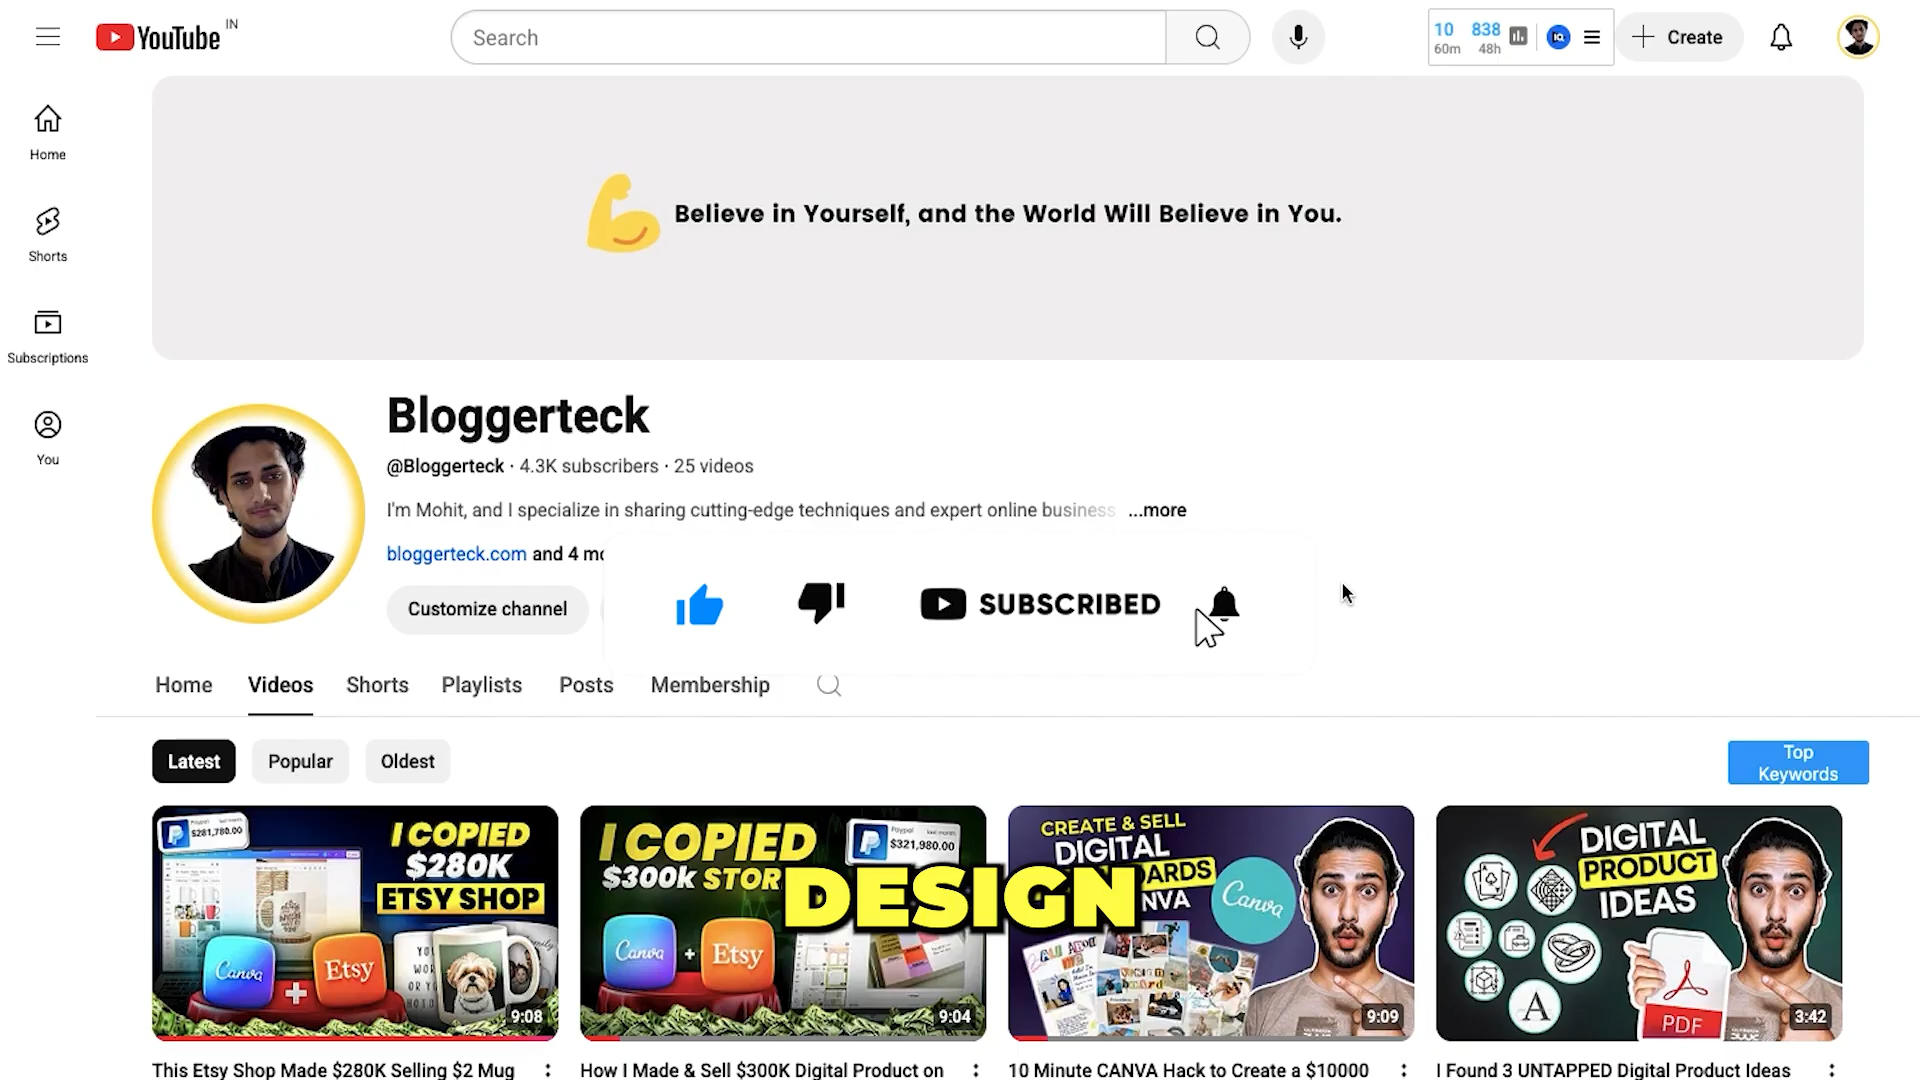 YouTube IN
Search
10 838
60m 48h
Create
Home
Shorts
Subscriptions
You
Believe in Yourself, and the World Will Believe in You.
Bloggerteck
@Bloggerteck · 4.3K subscribers · 25 videos
I'm Mohit, and I specialize in sharing cutting-edge techniques and expert online business ...more
bloggerteck.com and 4 mo
Customize channel
SUBSCRIBED
Home Videos Shorts Playlists Posts Membership
Latest Popular Oldest
Top
Keywords
$281,780.00
I COPIED
$280K
ETSY SHOP
Canva
Etsy
9:08
I COPIED
$300k STOR
$321,980.00
Canva
Etsy
9:04
DESIGN
CREATE & SELL
DIGITAL
Canva
9:09
DIGITAL
PRODUCT
IDEAS
A
PDF
3:42
This Etsy Shop Made $280K Selling $2 Mug
How I Made & Sell $300K Digital Product on
10 Minute CANVA Hack to Create a $10000
I Found 3 UNTAPPED Digital Product Ideas